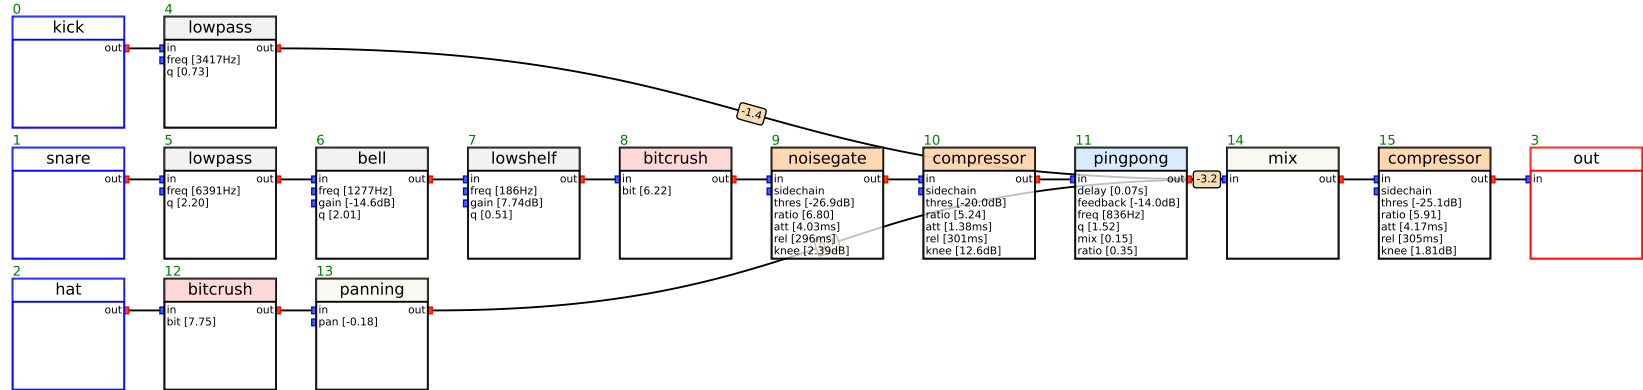 0
kick
out
4
lowpass
in out
freq [3417Hz]
q [0.73]
-1.4
1
snare
out
5
lowpass
in out
freq [6391Hz]
q [2.20]
6
bell
in out
freq [1277Hz]
gain [-14.6dB]
q [2.01]
7
lowshelf
in out
freq [186Hz]
gain [7.74dB]
q [0.51]
8
bitcrush
in out
bit [6.22]
9
noisegate
in out
sidechain
thres [-26.9dB]
ratio [6.80]
att [4.03ms]
rel [296ms]
knee [2.39dB]
10
compressor
in out
sidechain
thres [-20.0dB]
ratio [5.24]
att [1.38ms]
rel [301ms]
knee [12.6dB]
11
pingpong
in out
delay [0.07s]
feedback [-14.0dB]
freq [836Hz]
q [1.52]
mix [0.15]
ratio [0.35]
-3.2
14
mix
in out
15
compressor
in out
sidechain
thres [-25.1dB]
ratio [5.91]
att [4.17ms]
rel [305ms]
knee [1.81dB]
3
out
in
2
hat
out
12
bitcrush
in out
bit [7.75]
13
panning
in out
pan [-0.18]